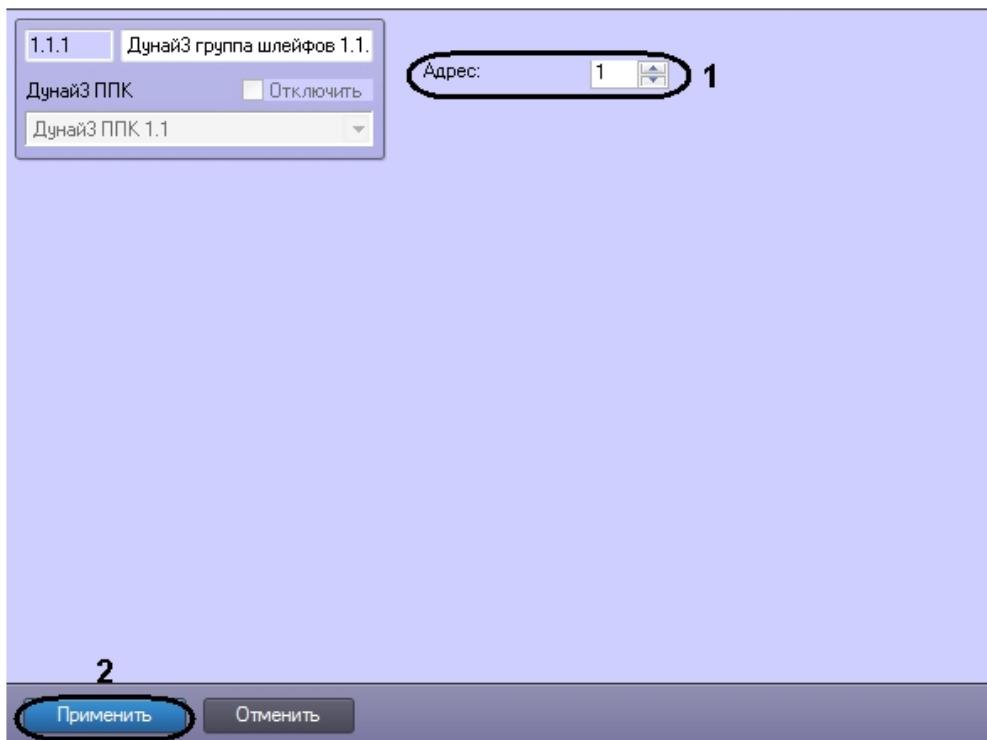 1.1.1 Дунай3 группа шлейфов 1.1.
Адрес: 1 1
Дунай3 ППК Отключить
Дунай3 ППК 1.1
2
Применить Отменить